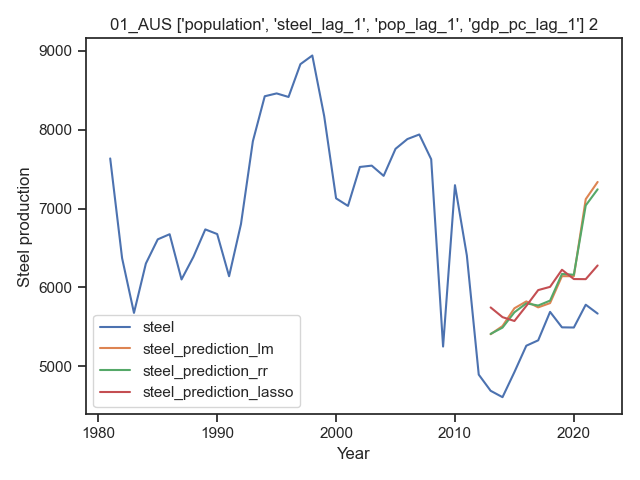 01_AUS ['population', 'steel_lag_1', 'pop_lag_1', 'gdp_pc_lag_1'] 2
9000
8000
7000
6000
5000
Steel production
steel
steel_prediction_lm
steel_prediction_rr
steel_prediction_lasso
1980
1990
2000
2010
2020
Year